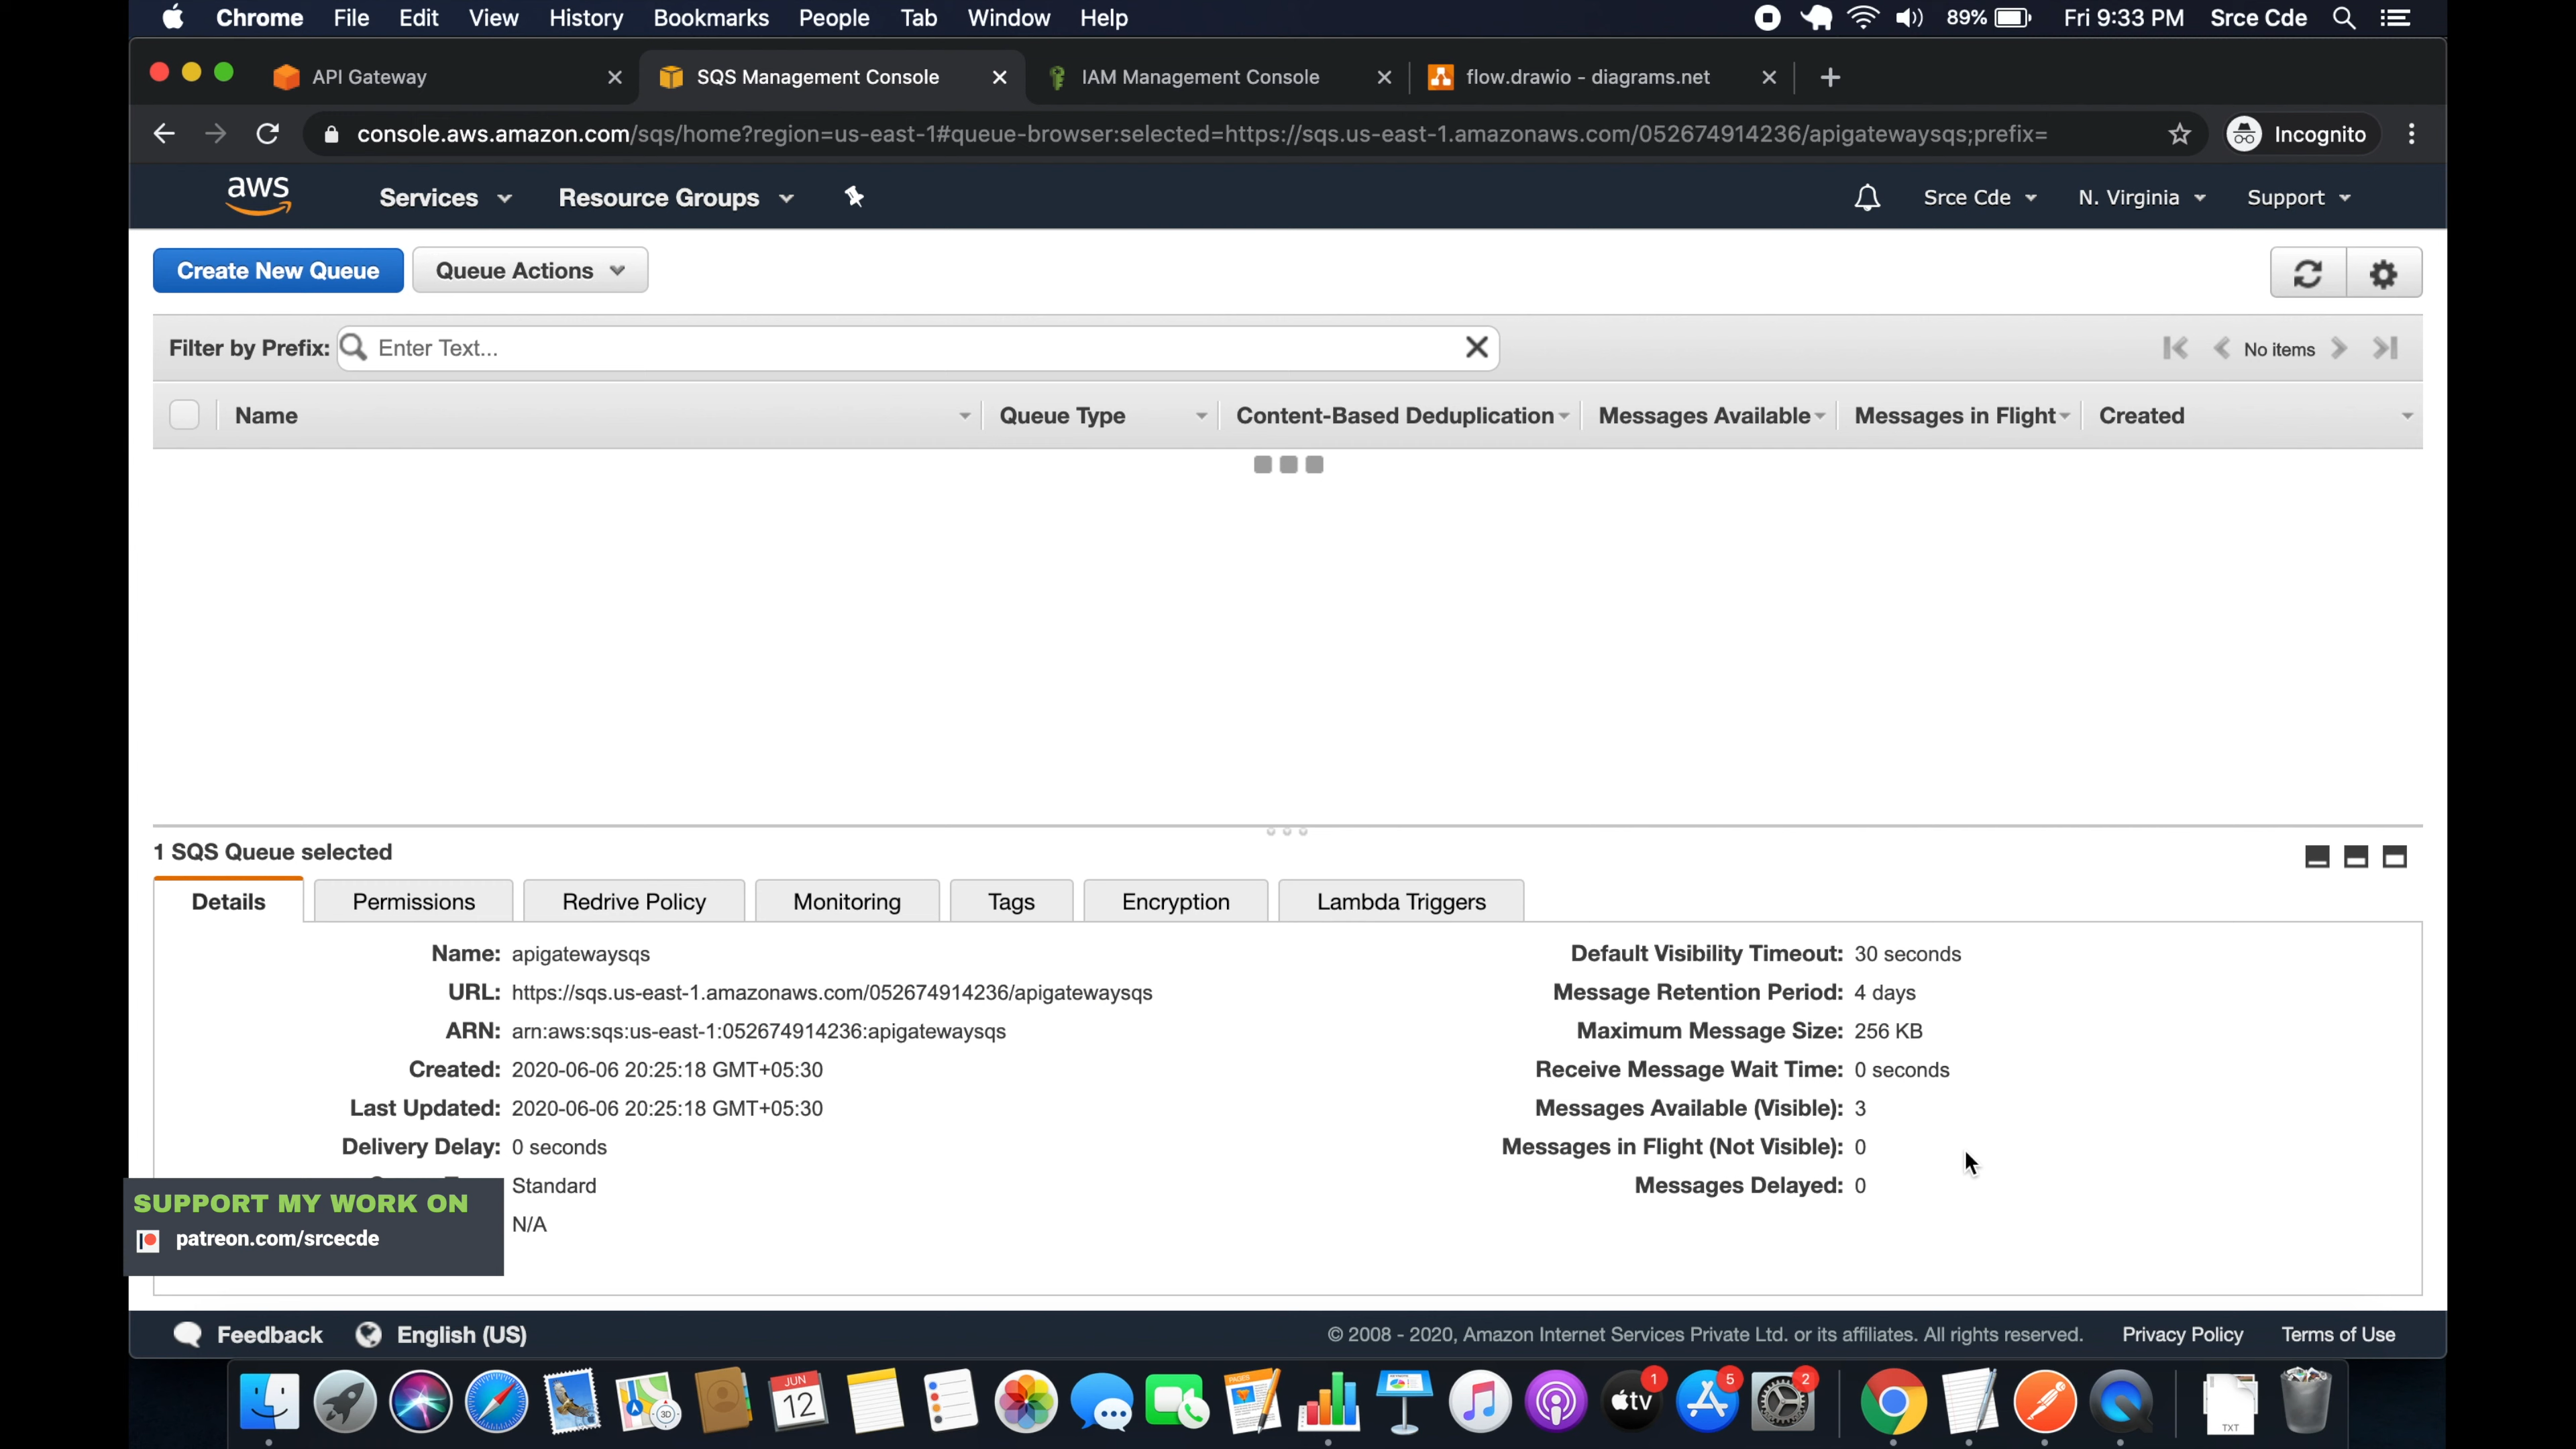 Chrome File Edit View History Bookmarks People Tab Window Help 89% Fri 9:33 PM Srce Cde
API Gateway SQS Management Console IAM Management Console flow.drawio - diagrams.net
console.aws.amazon.com/sqs/home?region=us-east-1#queue-browser:selected=https://sqs.us-east-1.amazonaws.com/052674914236/apigatewaysqs;prefix= Incognito
aws Services Resource Groups Srce Cde N. Virginia Support
Create New Queue Queue Actions
Filter by Prefix: Enter Text... No items
Name Queue Type Content-Based Deduplication Messages Available Messages in Flight Created
1 SQS Queue selected
Details Permissions Redrive Policy Monitoring Tags Encryption Lambda Triggers
Name: apigatewaysqs Default Visibility Timeout: 30 seconds
URL: https://sqs.us-east-1.amazonaws.com/052674914236/apigatewaysqs Message Retention Period: 4 days
ARN: arn:aws:sqs:us-east-1:052674914236:apigatewaysqs Maximum Message Size: 256 KB
Created: 2020-06-06 20:25:18 GMT+05:30 Receive Message Wait Time: 0 seconds
Last Updated: 2020-06-06 20:25:18 GMT+05:30 Messages Available (Visible): 3
Delivery Delay: 0 seconds Messages in Flight (Not Visible): 0
Standard Messages Delayed: 0
SUPPORT MY WORK ON
N/A
patreon.com/srcecde
Feedback English (US) © 2008 - 2020, Amazon Internet Services Private Ltd. or its affiliates. All rights reserved. Privacy Policy Terms of Use
3D JUN 12 PAGES tv 1 5 2 TXT